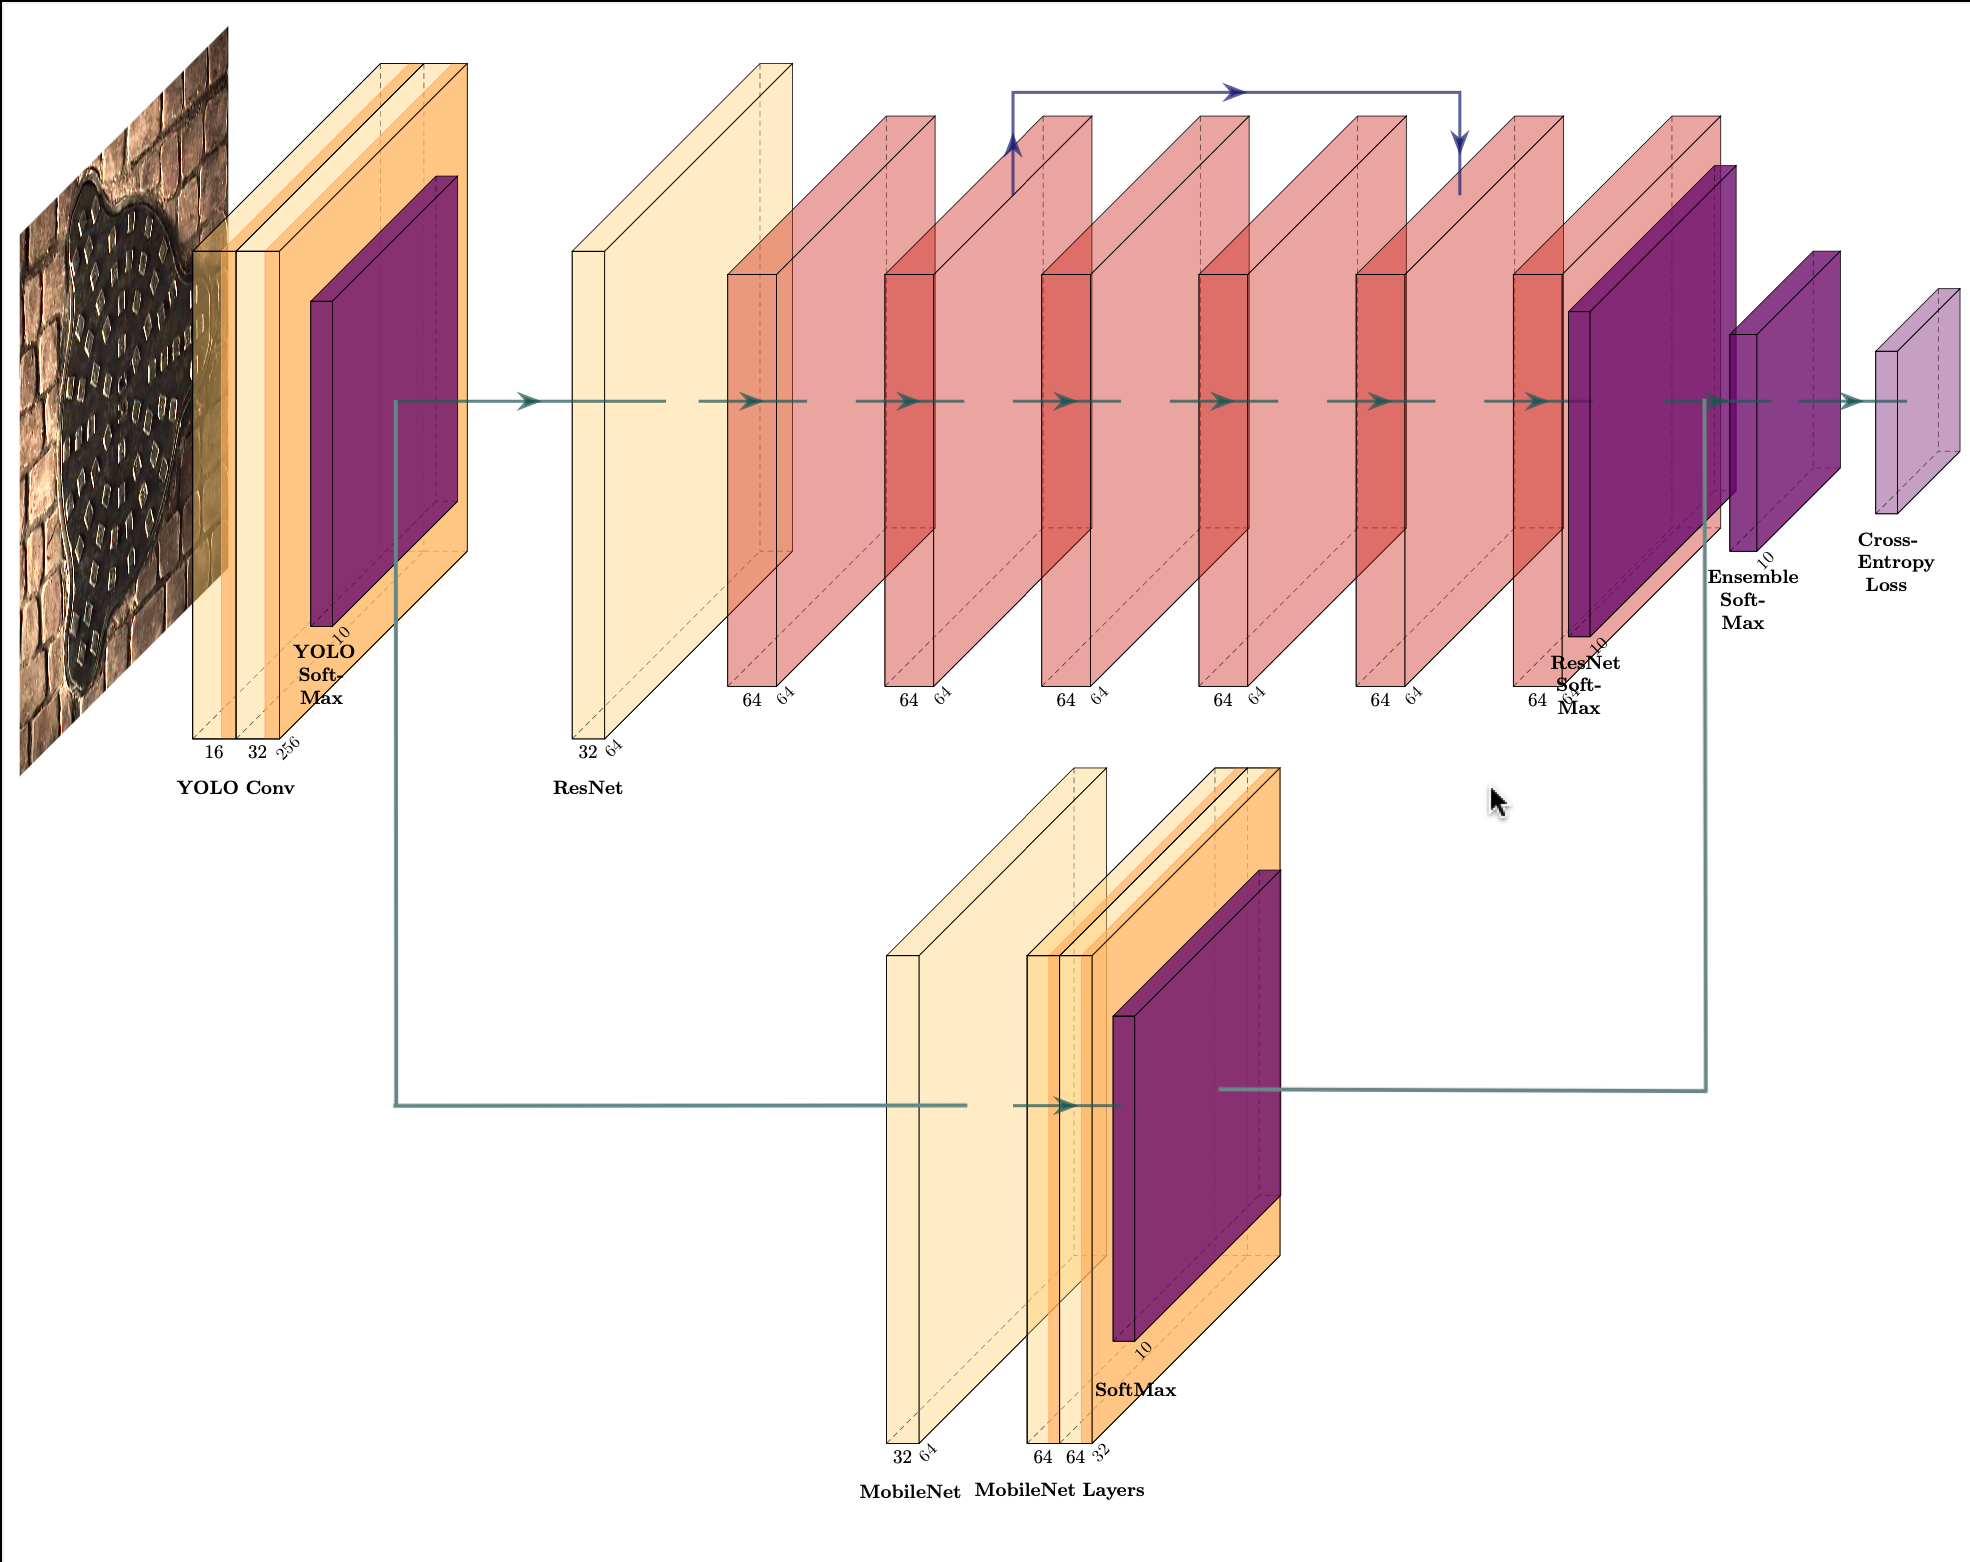 10
YOLO
Soft-
Max
16 32 256
YOLO Conv
32 64
ResNet
64 64
64 64
64 64
64 64
64 64
64 64
10
ResNet
Soft-
Max
10
Ensemble
Soft-
Max
Cross-
Entropy
Loss
32 64
MobileNet
10
SoftMax
64 64 32
MobileNet Layers